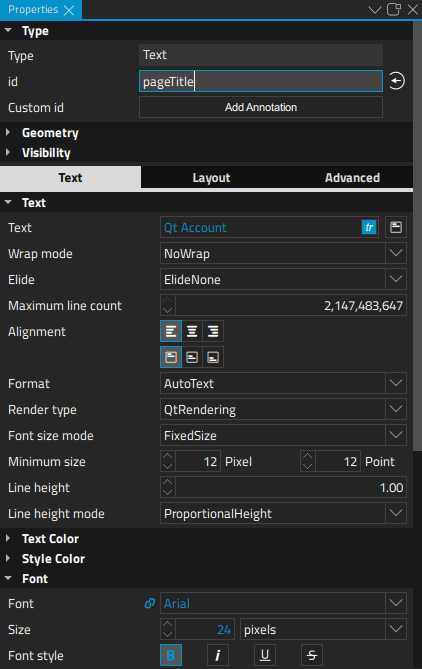 Properties
Type
Type Text
id pageTitle
Custom id Add Annotation
Geometry
Visibility
Text Layout Advanced
Text
Text Qt Account tr
Wrap mode NoWrap
Elide ElideNone
Maximum line count 2,147,483,647
Alignment
Format AutoText
Render type QtRendering
Font size mode FixedSize
Minimum size 12 Pixel 12 Point
Line height 1.00
Line height mode ProportionalHeight
Text Color
Style Color
Font
Font Arial
Size 24 pixels
Font style B i U S